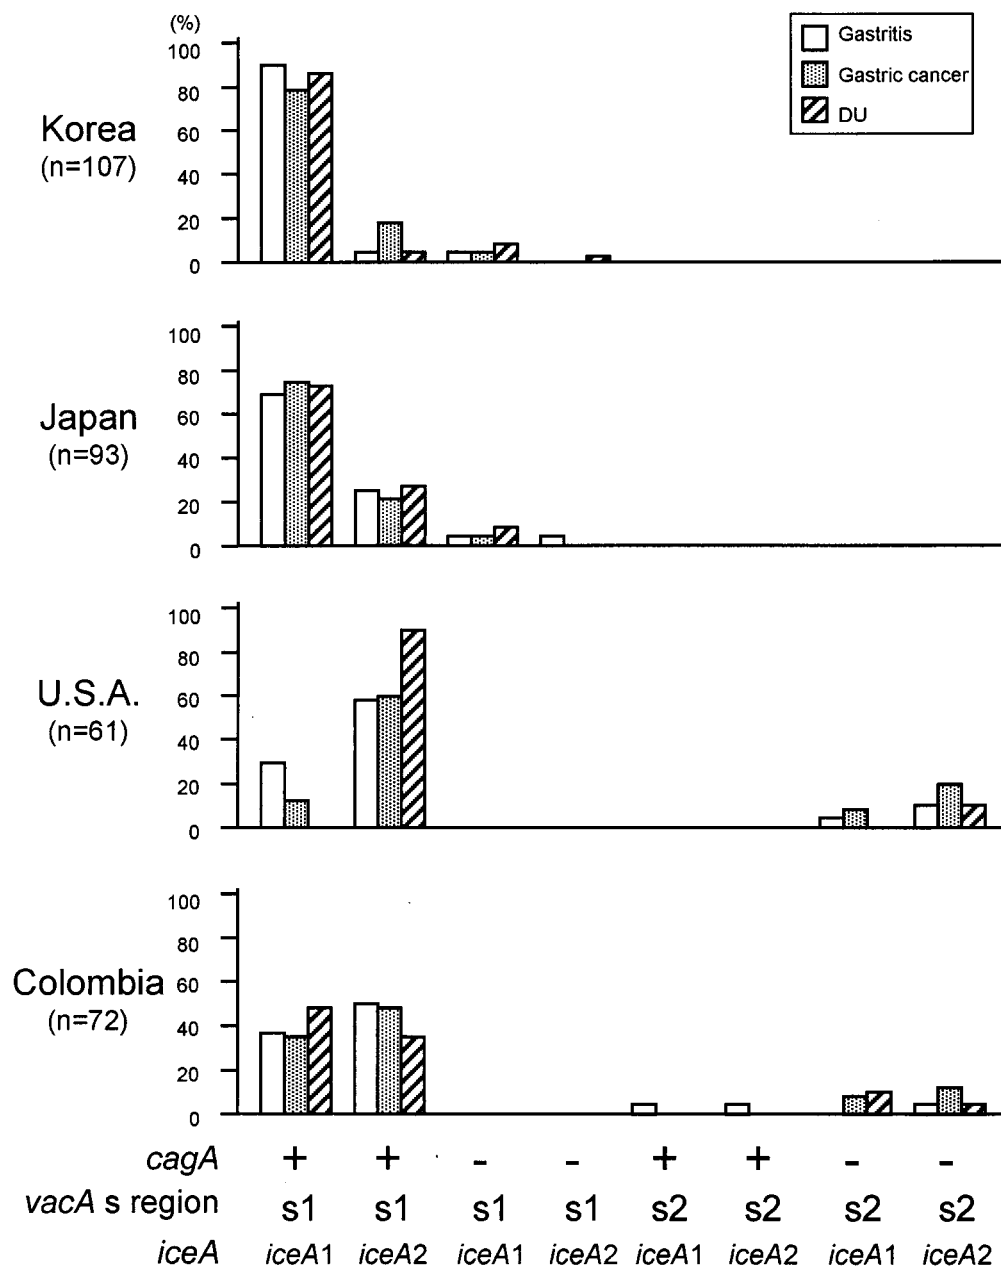 (%)
Gastritis
Gastric cancer
DU
Korea
(n=107)
100
80
60
40
20
0
Japan
(n=93)
100
80
60
40
20
0
U.S.A.
(n=61)
100
80
60
40
20
0
Colombia
(n=72)
100
80
60
40
20
0
cagA + + - - + + - -
vacA s region s1 s1 s1 s1 s2 s2 s2 s2
iceA iceA1 iceA2 iceA1 iceA2 iceA1 iceA2 iceA1 iceA2